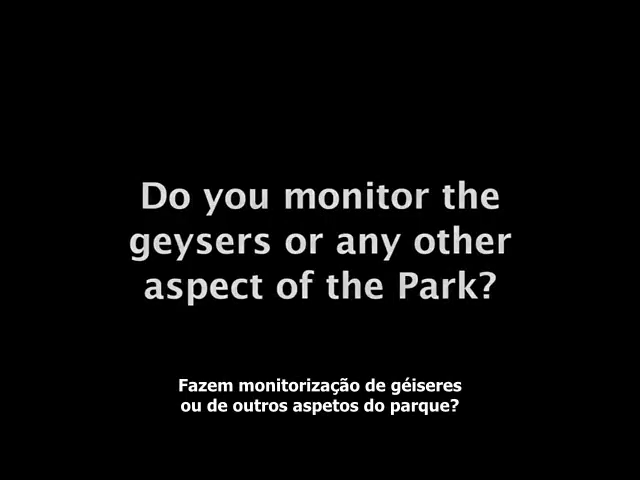 Do you monitor the
geysers or any other
aspect of the Park?
Fazem monitorização de géiseres
ou de outros aspetos do parque?